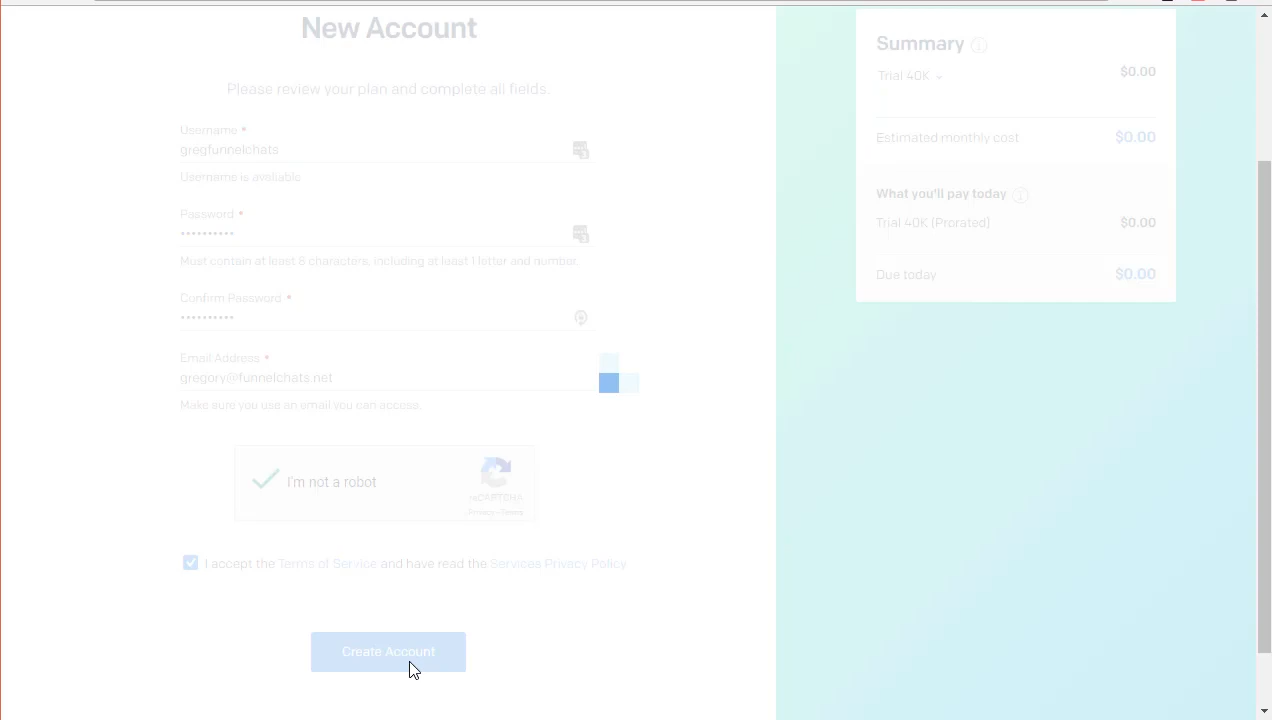 New Account
Please review your plan and complete all fields.
Username *
gregfunnelchats
Username is avaliable
Password *
••••••••••
Must contain at least 8 characters, including at least 1 letter and number.
Confirm Password *
••••••••••
Email Address *
gregory@funnelchats.net
Make sure you use an email you can access.
I'm not a robot
reCAPTCHA
Privacy - Terms
I accept the Terms of Service and have read the Services Privacy Policy
Create Account
Summary
Trial 40K $0.00
Estimated monthly cost $0.00
What you'll pay today
Trial 40K (Prorated) $0.00
Due today $0.00